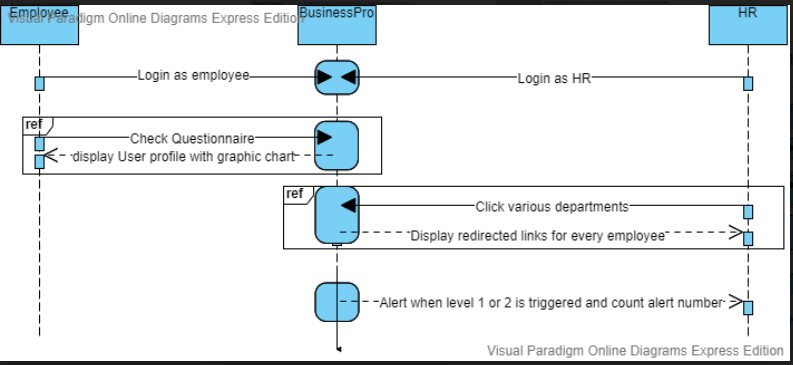 Employee
Visual Paradigm Online Diagrams Express Edition
BusinessPro
HR
Login as employee
Login as HR
ref
Check Questionnaire
display User profile with graphic chart
ref
Click various departments
Display redirected links for every employee
Alert when level 1 or 2 is triggered and count alert number
Visual Paradigm Online Diagrams Express Edition